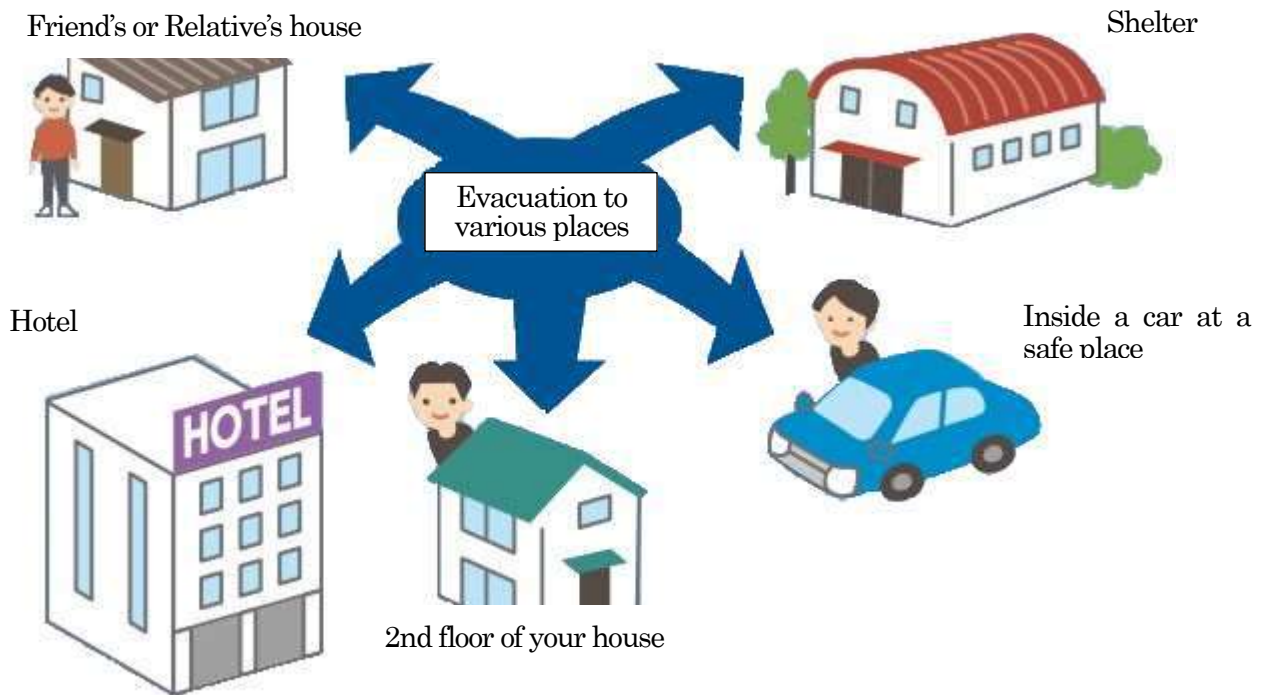 Friend's or Relative's house
Shelter
Evacuation to
various places
Hotel
Inside a car at a
safe place
HOTEL
2nd floor of your house